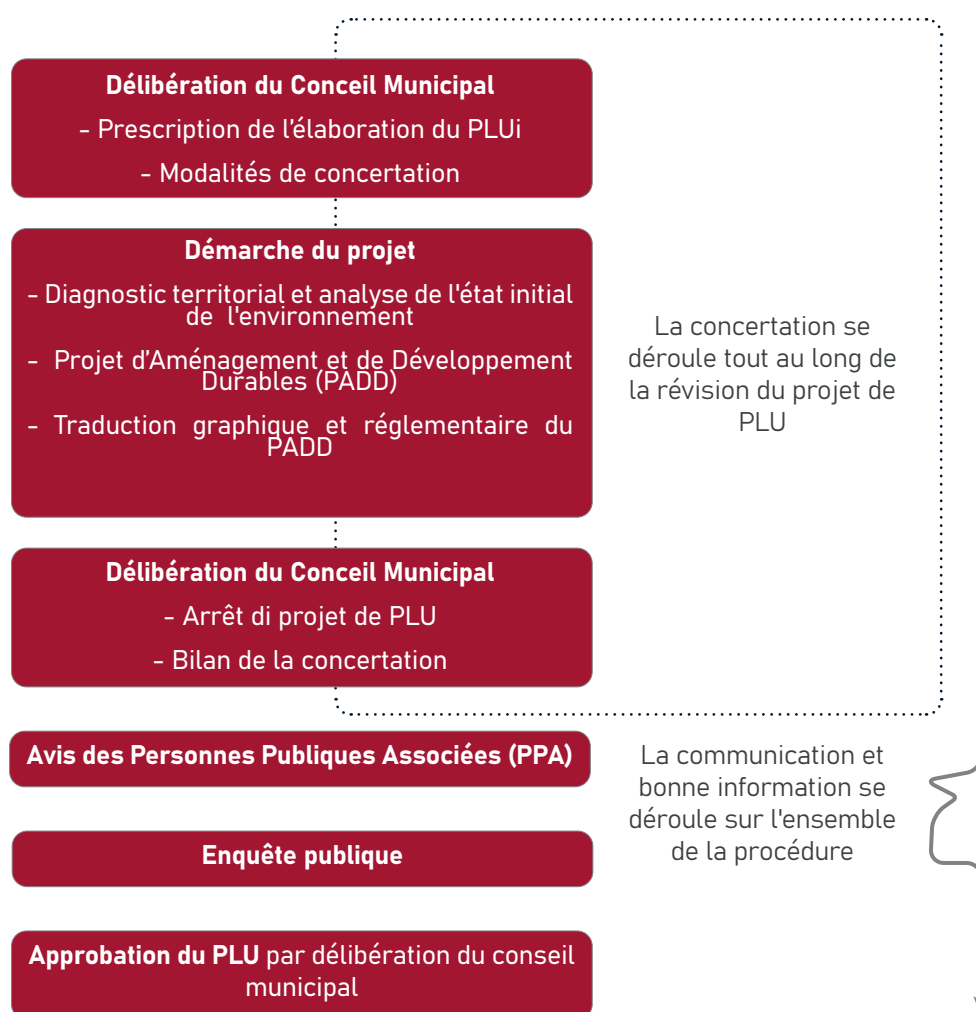 Délibération du Conceil Municipal
- Prescription de l'élaboration du PLUi
- Modalités de concertation
Démarche du projet
- Diagnostic territorial et analyse de l'état initial
de l'environnement
- Projet d'Aménagement et de Développement
Durables (PADD)
- Traduction graphique et réglementaire du
PADD
La concertation se
déroule tout au long de
la révision du projet de
PLU
Délibération du Conceil Municipal
- Arrêt di projet de PLU
- Bilan de la concertation
Avis des Personnes Publiques Associées (PPA)
La communication et
bonne information se
déroule sur l'ensemble
de la procédure
Enquête publique
Approbation du PLU par délibération du conseil
municipal